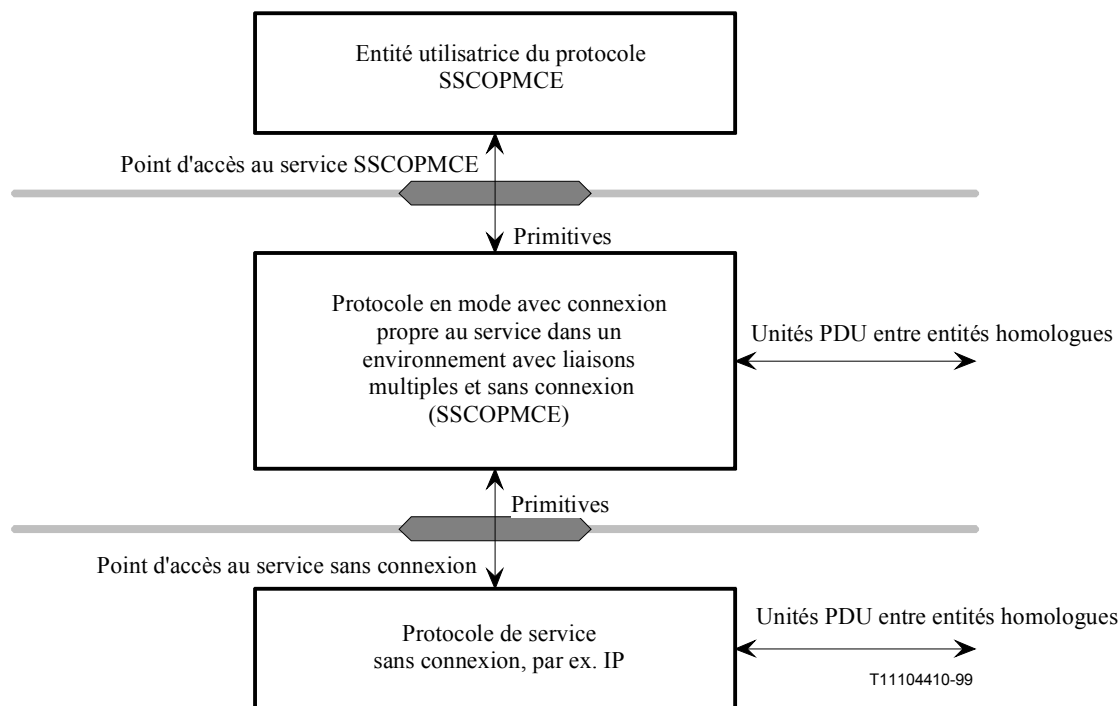 Entité utilisatrice du protocole
SSCOPMCE
Point d'accès au service SSCOPMCE
Primitives
Protocole en mode avec connexion
propre au service dans un
environnement avec liaisons
multiples et sans connexion
(SSCOPMCE)
Unités PDU entre entités homologues
Primitives
Point d'accès au service sans connexion
Protocole de service
sans connexion, par ex. IP
Unités PDU entre entités homologues
T11104410-99